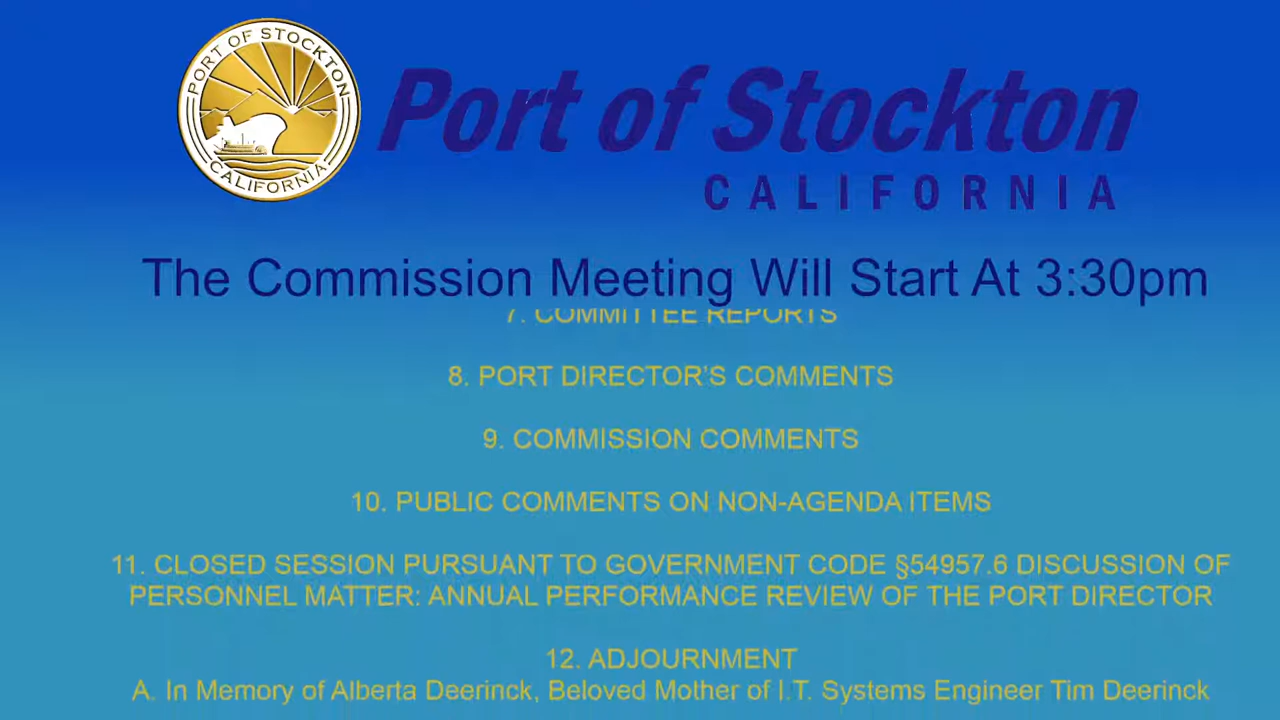 PORT OF STOCKTON
CALIFORNIA
Port of Stockton
CALIFORNIA
The Commission Meeting Will Start At 3:30pm
7. COMMITTEE REPORTS
8. PORT DIRECTOR'S COMMENTS
9. COMMISSION COMMENTS
10. PUBLIC COMMENTS ON NON-AGENDA ITEMS
11. CLOSED SESSION PURSUANT TO GOVERNMENT CODE §54957.6 DISCUSSION OF
PERSONNEL MATTER: ANNUAL PERFORMANCE REVIEW OF THE PORT DIRECTOR
12. ADJOURNMENT
A. In Memory of Alberta Deerinck, Beloved Mother of I.T. Systems Engineer Tim Deerinck